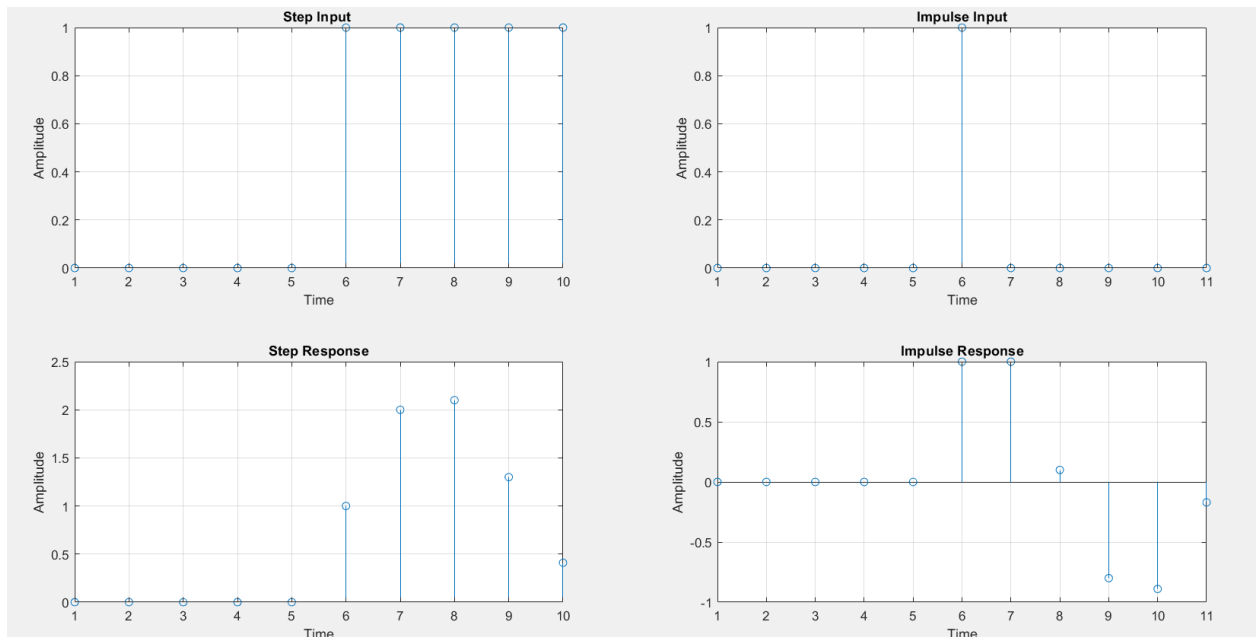 Step Input
Amplitude
1
0.8
0.6
0.4
0.2
0
1 2 3 4 5 6 7 8 9 10
Time
Impulse Input
Amplitude
1
0.8
0.6
0.4
0.2
0
1 2 3 4 5 6 7 8 9 10 11
Time
Step Response
Amplitude
2.5
2
1.5
1
0.5
0
1 2 3 4 5 6 7 8 9 10
Time
Impulse Response
Amplitude
1
0.5
0
-0.5
-1
1 2 3 4 5 6 7 8 9 10 11
Time